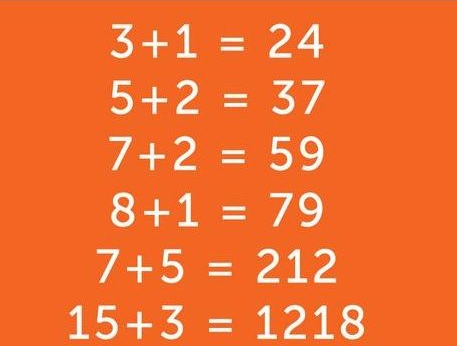 3+1 = 24
5+2 = 37
7+2 = 59
8+1 = 79
7+5 = 212
15+3 = 1218